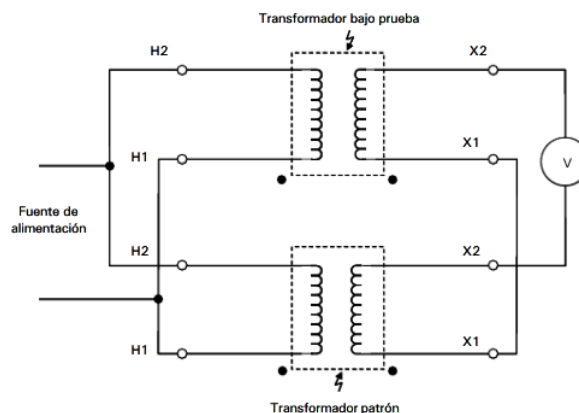 Transformador bajo prueba
H2
X2
H1
X1
V
Fuente de
alimentación
H2
X2
H1
X1
Transformador patrón